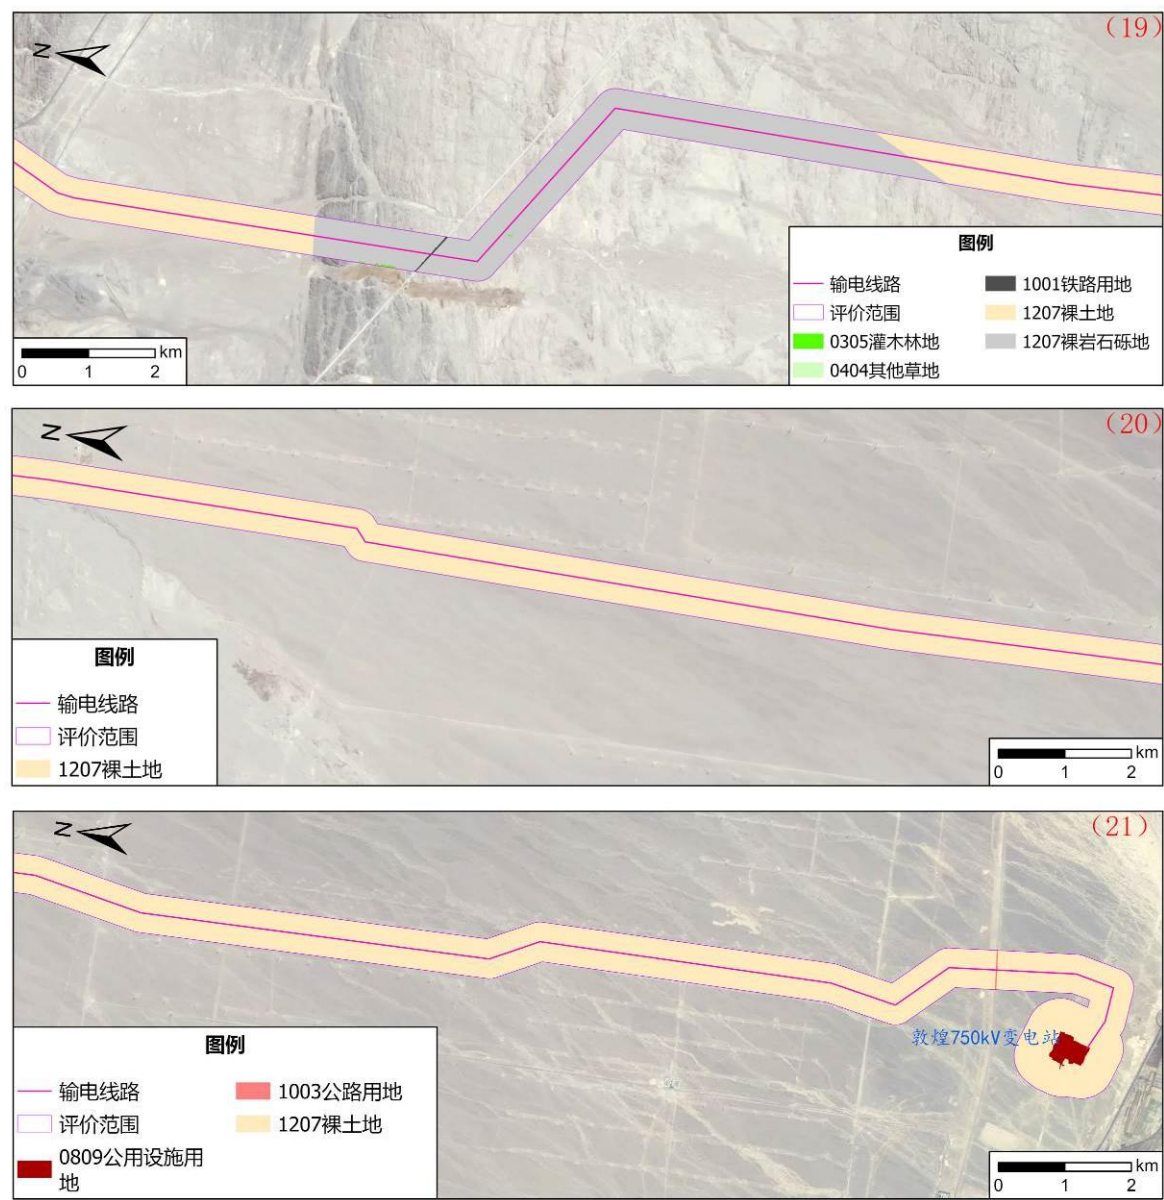 (19)
N
图例
输电线路
1001铁路用地
评价范围
1207裸土地
0305灌木林地
1207裸岩石砾地
0404其他草地
km
0 1 2
(20)
N
图例
输电线路
评价范围
1207裸土地
km
0 1 2
(21)
N
敦煌750kV变电站
图例
输电线路
1003公路用地
评价范围
1207裸土地
0809公用设施用
地
km
0 1 2